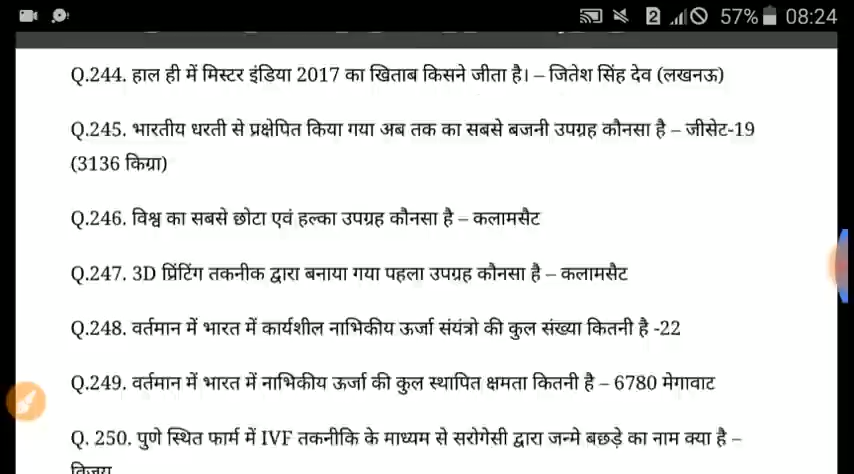 2 57% 08:24
Q.244. हाल ही में मिस्टर इंडिया 2017 का खिताब किसने जीता है। – जितेश सिंह देव (लखनऊ)
Q.245. भारतीय धरती से प्रक्षेपित किया गया अब तक का सबसे बजनी उपग्रह कौनसा है – जीसेट-19
(3136 किग्रा)
Q.246. विश्व का सबसे छोटा एवं हल्का उपग्रह कौनसा है – कलामसैट
Q.247. 3D प्रिंटिंग तकनीक द्वारा बनाया गया पहला उपग्रह कौनसा है – कलामसैट
Q.248. वर्तमान में भारत में कार्यशील नाभिकीय ऊर्जा संयंत्रो की कुल संख्या कितनी है -22
Q.249. वर्तमान में भारत में नाभिकीय ऊर्जा की कुल स्थापित क्षमता कितनी है – 6780 मेगावाट
Q. 250. पुणे स्थित फार्म में IVF तकनीकि के माध्यम से सरोगेसी द्वारा जन्मे बछड़े का नाम क्या है –
विजय